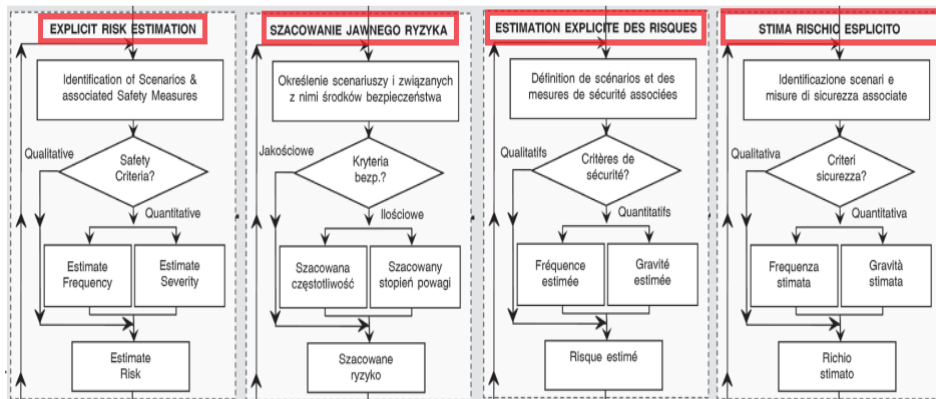 EXPLICIT RISK ESTIMATION
Identification of Scenarios &
associated Safety Measures
Qualitative
Safety
Criteria?
Quantitative
Estimate
Frequency
Estimate
Severity
Estimate
Risk
SZACOWANIE JAWNEGO RYZYKA
Określenie scenariuszy i związanych
z nimi środków bezpieczeństwa
Jakościowe
Kryteria
bezp.?
Ilościowe
Szacowana
częstotliwość
Szacowany
stopień powagi
Szacowane
ryzyko
ESTIMATION EXPLICITE DES RISQUES
Définition de scénarios et des
mesures de sécurité associées
Qualitatifs
Critères de
sécurité?
Quantitatifs
Fréquence
estimée
Gravité
estimée
Risque estimé
STIMA RISCHIO ESPLICITO
Identificazione scenari e
misure di sicurezza associate
Qualitativa
Criteri
sicurezza?
Quantitativa
Frequenza
stimata
Gravità
stimata
Richio
stimato